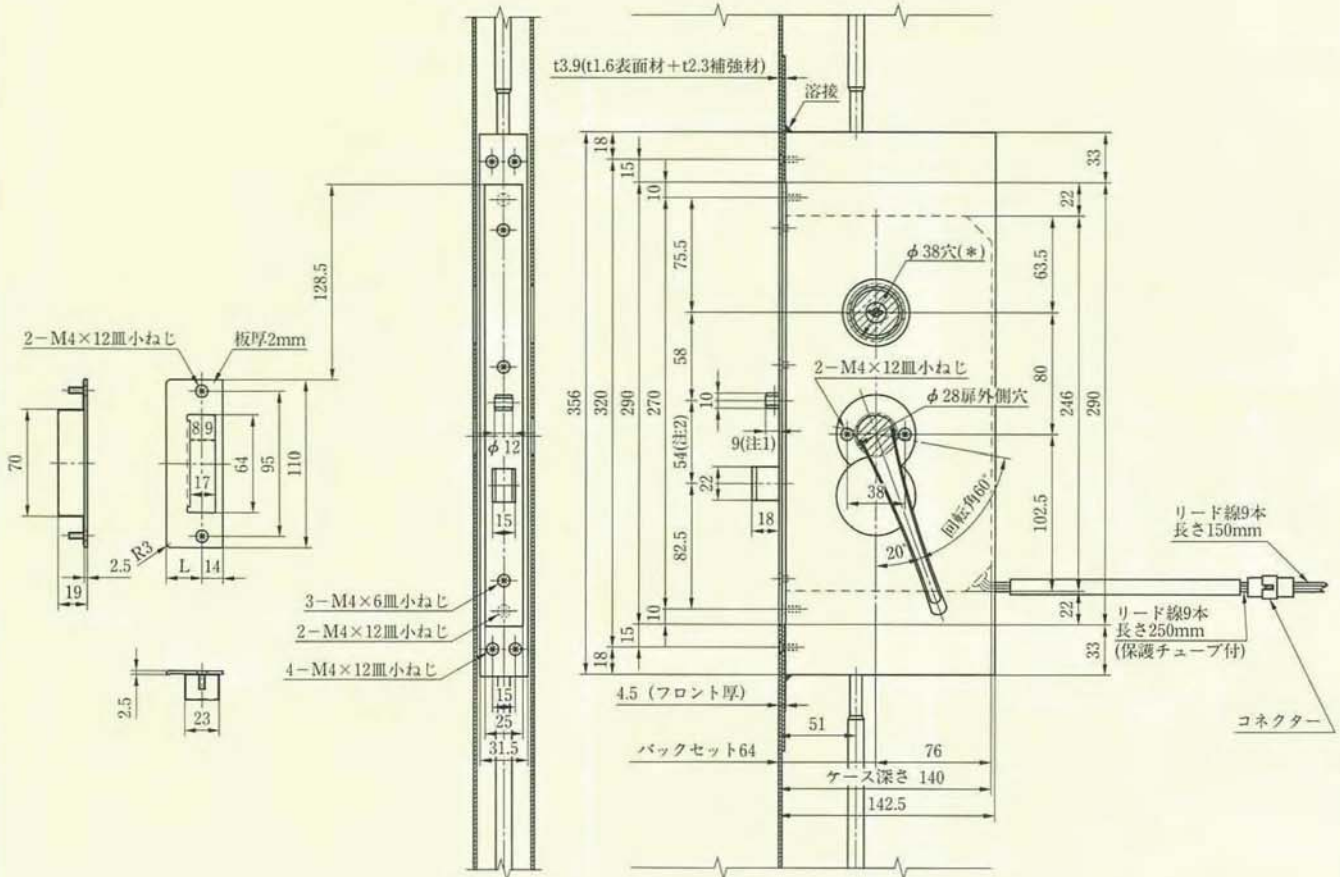 t3.9(t1.6表面材+t2.3補強材)
溶接
18
15
10
33
22
128.5
75.5
φ38穴(*)
63.5
2−M4×12皿小ねじ
板厚2mm
58
2−M4×12皿小ねじ
φ28扉外側穴
80
356
320
290
270
246
290
10
9(注1)
54(注2)
φ12
8
9
70
17
64
95
110
22
18
38
15
回転角60°
20°
102.5
82.5
リード線9本
長さ150mm
R3
2.5
L
14
19
3−M4×6皿小ねじ
2−M4×12皿小ねじ
4−M4×12皿小ねじ
10
15
18
22
33
リード線9本
長さ250mm
(保護チューブ付)
コネクター
2.5
23
15
25
31.5
4.5(フロント厚)
51
バックセット64
76
ケース深さ 140
142.5